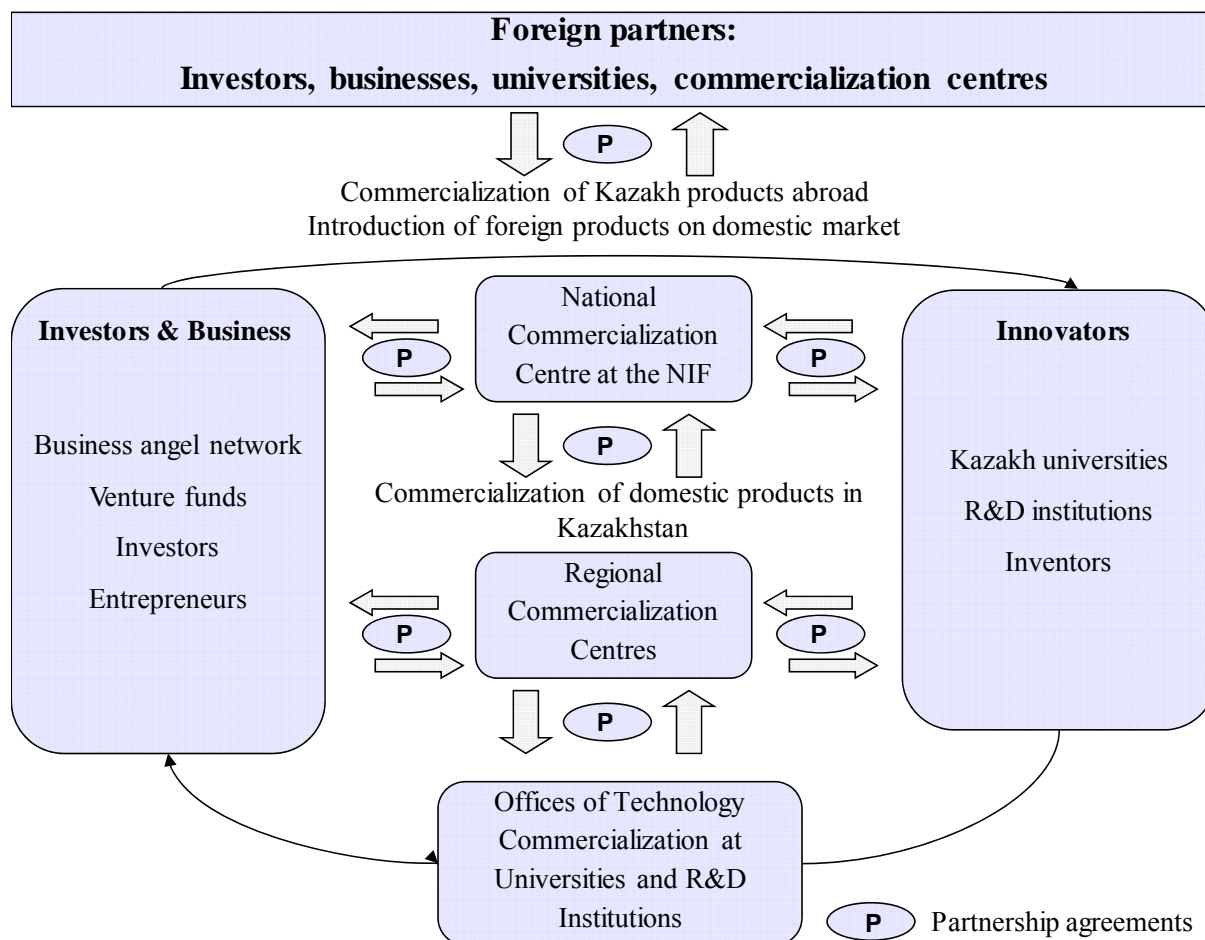 Foreign partners:
Investors, businesses, universities, commercialization centres
P
Commercialization of Kazakh products abroad
Introduction of foreign products on domestic market
Investors & Business
Business angel network
Venture funds
Investors
Entrepreneurs
P
National
Commercialization
Centre at the NIF
P
Innovators
Kazakh universities
R&D institutions
Inventors
P
Commercialization of domestic products in
Kazakhstan
P
Regional
Commercialization
Centres
P
P
Offices of Technology
Commercialization at
Universities and R&D
Institutions
P Partnership agreements